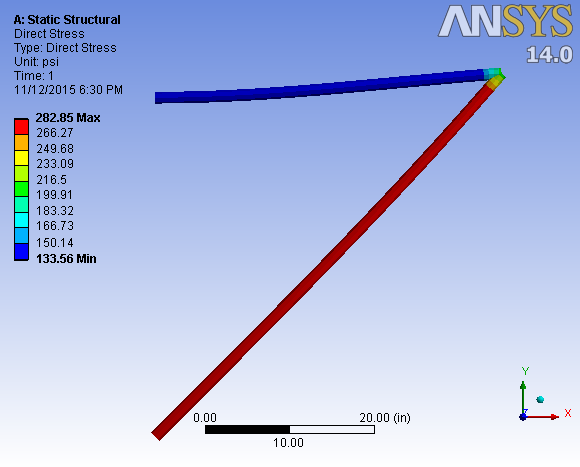 A: Static Structural
Direct Stress
Type: Direct Stress
Unit: psi
Time: 1
11/12/2015 6:30 PM
ANSYS
14.0
282.85 Max
266.27
249.68
233.09
216.5
199.91
183.32
166.73
150.14
133.56 Min
0.00 20.00 (in)
10.00
Y
Z X